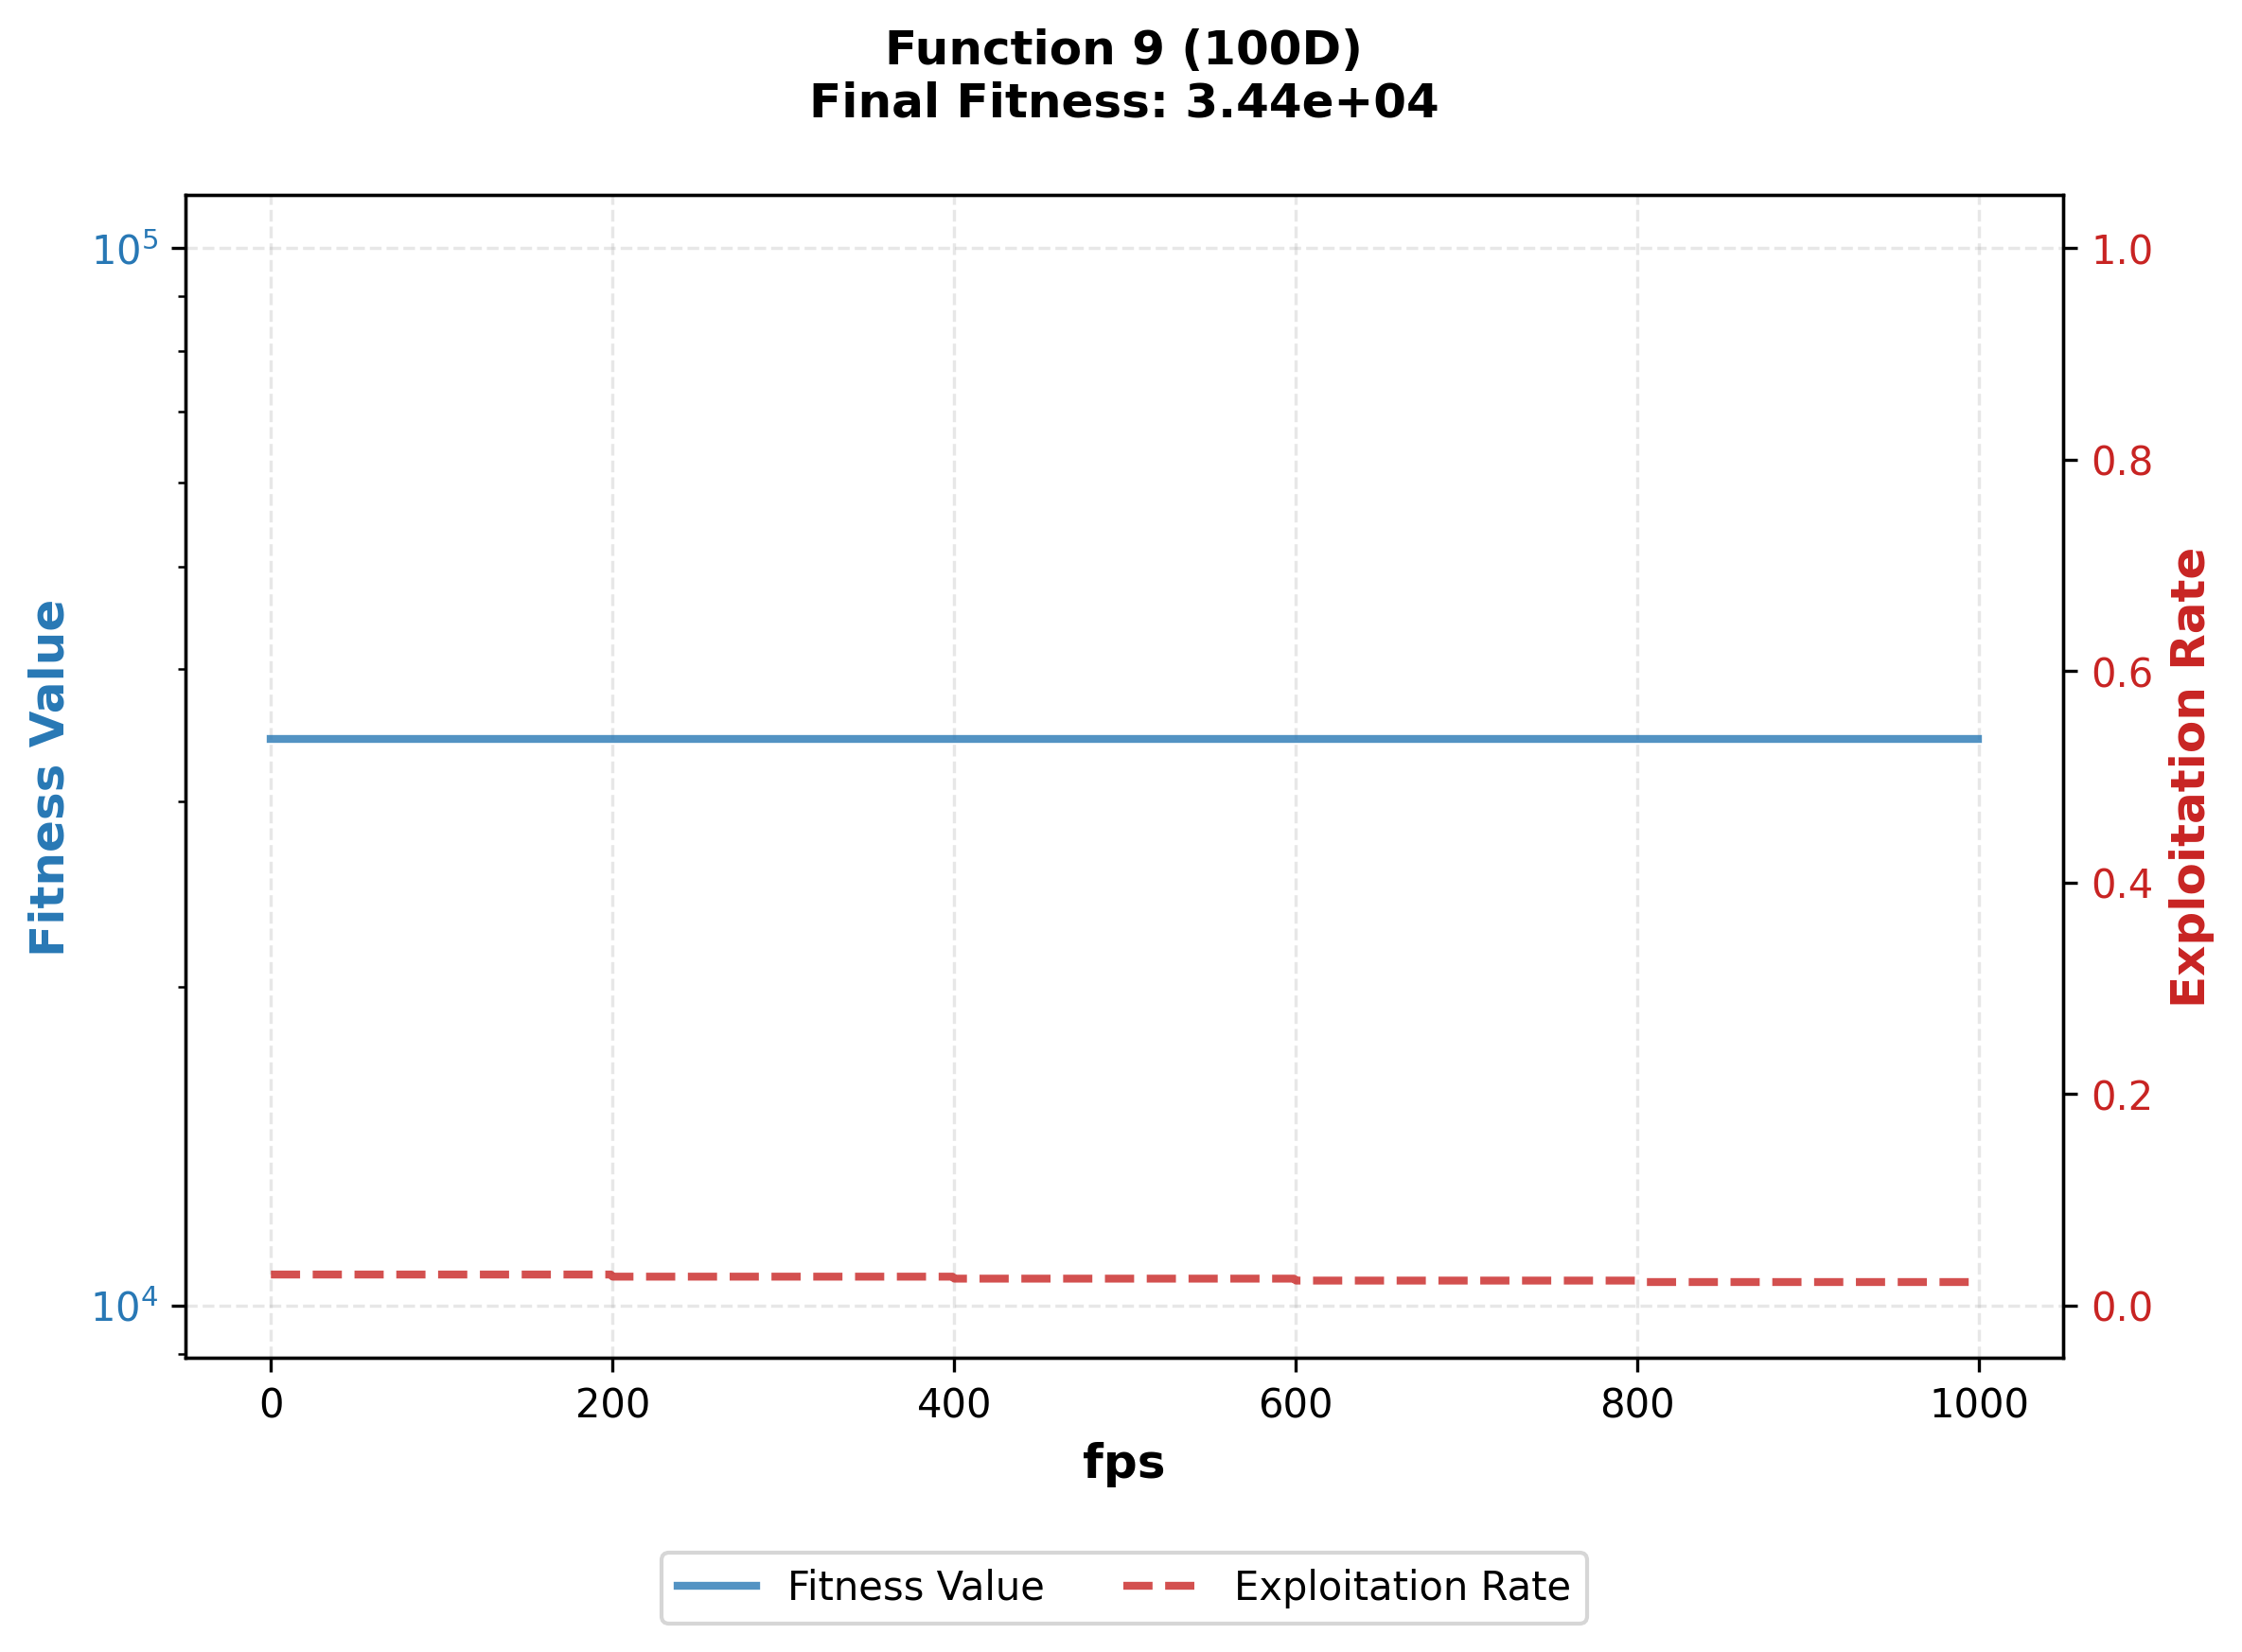 Function 9 (100D)
Final Fitness: 3.44e+04
Fitness Value
10⁵
10⁴
1.0
0.8
0.6
0.4
0.2
0.0
Exploitation Rate
0 200 400 600 800 1000
fps
Fitness Value Exploitation Rate